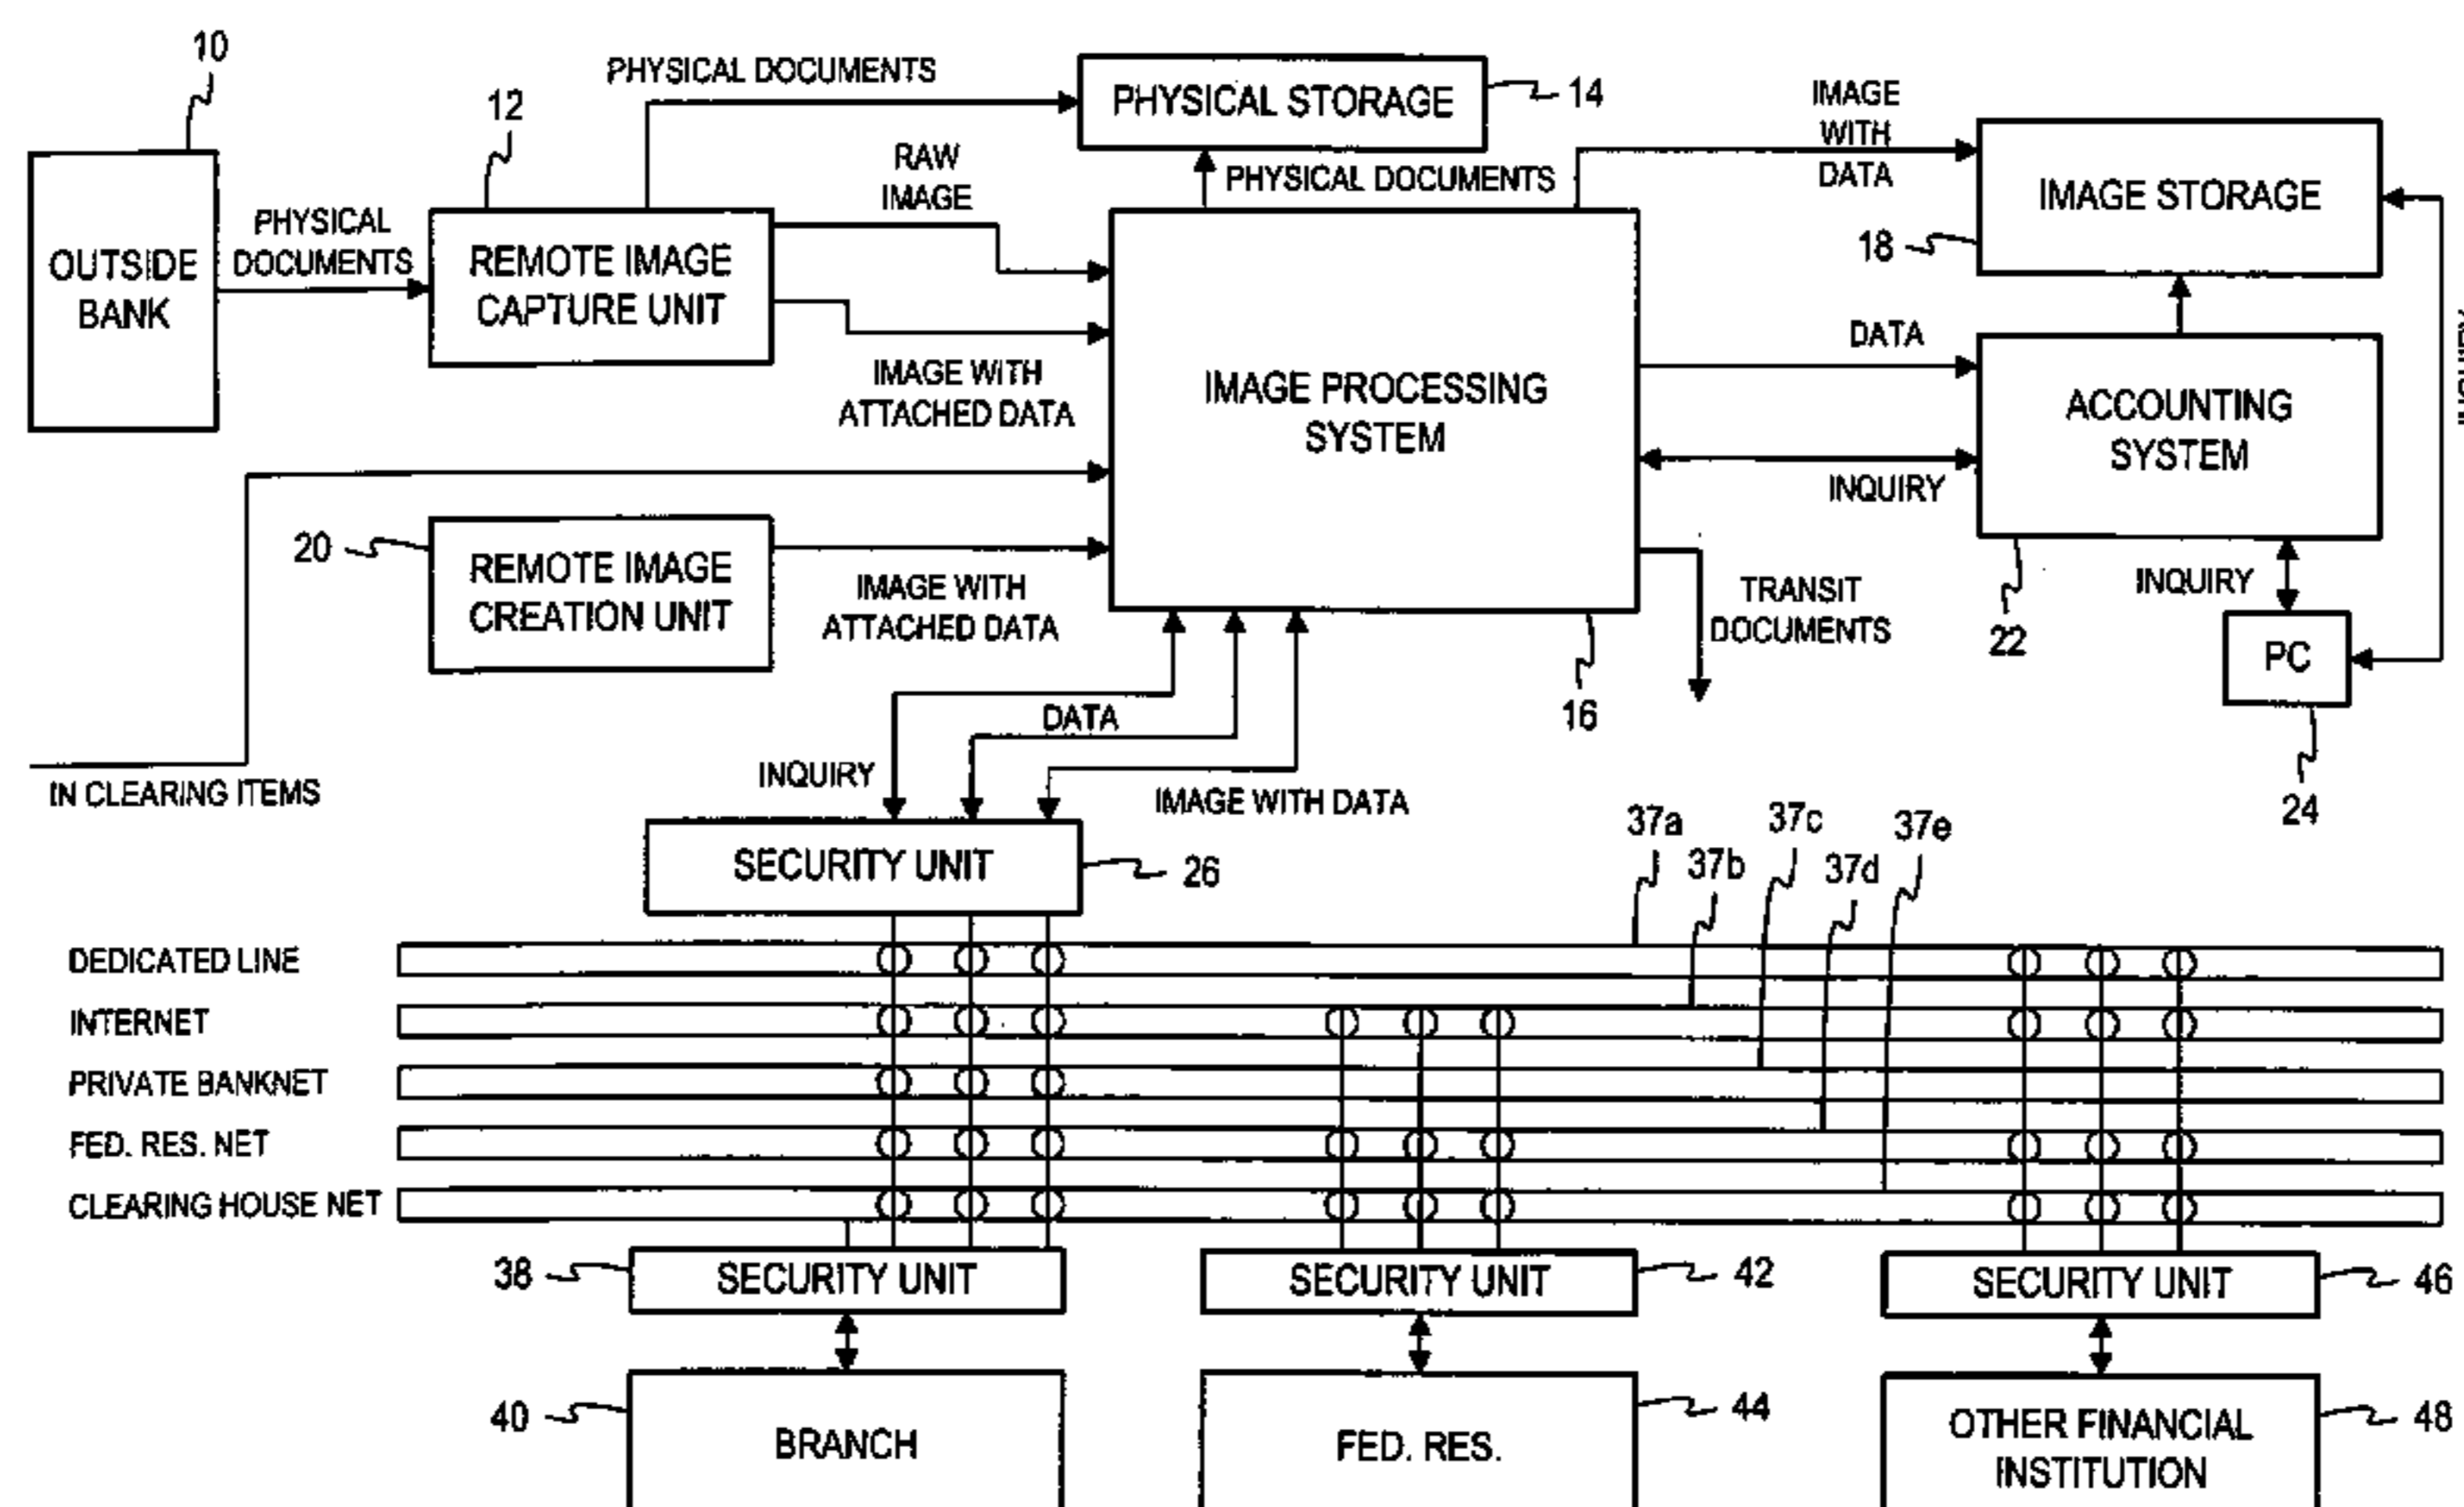 10
12
PHYSICAL DOCUMENTS
PHYSICAL STORAGE
14
IMAGE
WITH
DATA
OUTSIDE
BANK
PHYSICAL
DOCUMENTS
REMOTE IMAGE
CAPTURE UNIT
RAW
IMAGE
PHYSICAL DOCUMENTS
IMAGE STORAGE
18
IMAGE WITH
ATTACHED DATA
IMAGE PROCESSING
SYSTEM
DATA
ACCOUNTING
SYSTEM
INQUIRY
INQUIRY
20
REMOTE IMAGE
CREATION UNIT
IMAGE WITH
ATTACHED DATA
TRANSIT
DOCUMENTS
16
22
INQUIRY
PC
24
IN CLEARING ITEMS
INQUIRY
DATA
IMAGE WITH DATA
SECURITY UNIT
26
37a
37b
37c
37d
37e
DEDICATED LINE
INTERNET
PRIVATE BANKNET
FED. RES. NET
CLEARING HOUSE NET
38
SECURITY UNIT
SECURITY UNIT
42
SECURITY UNIT
46
40
BRANCH
FED. RES.
44
OTHER FINANCIAL
INSTITUTION
48